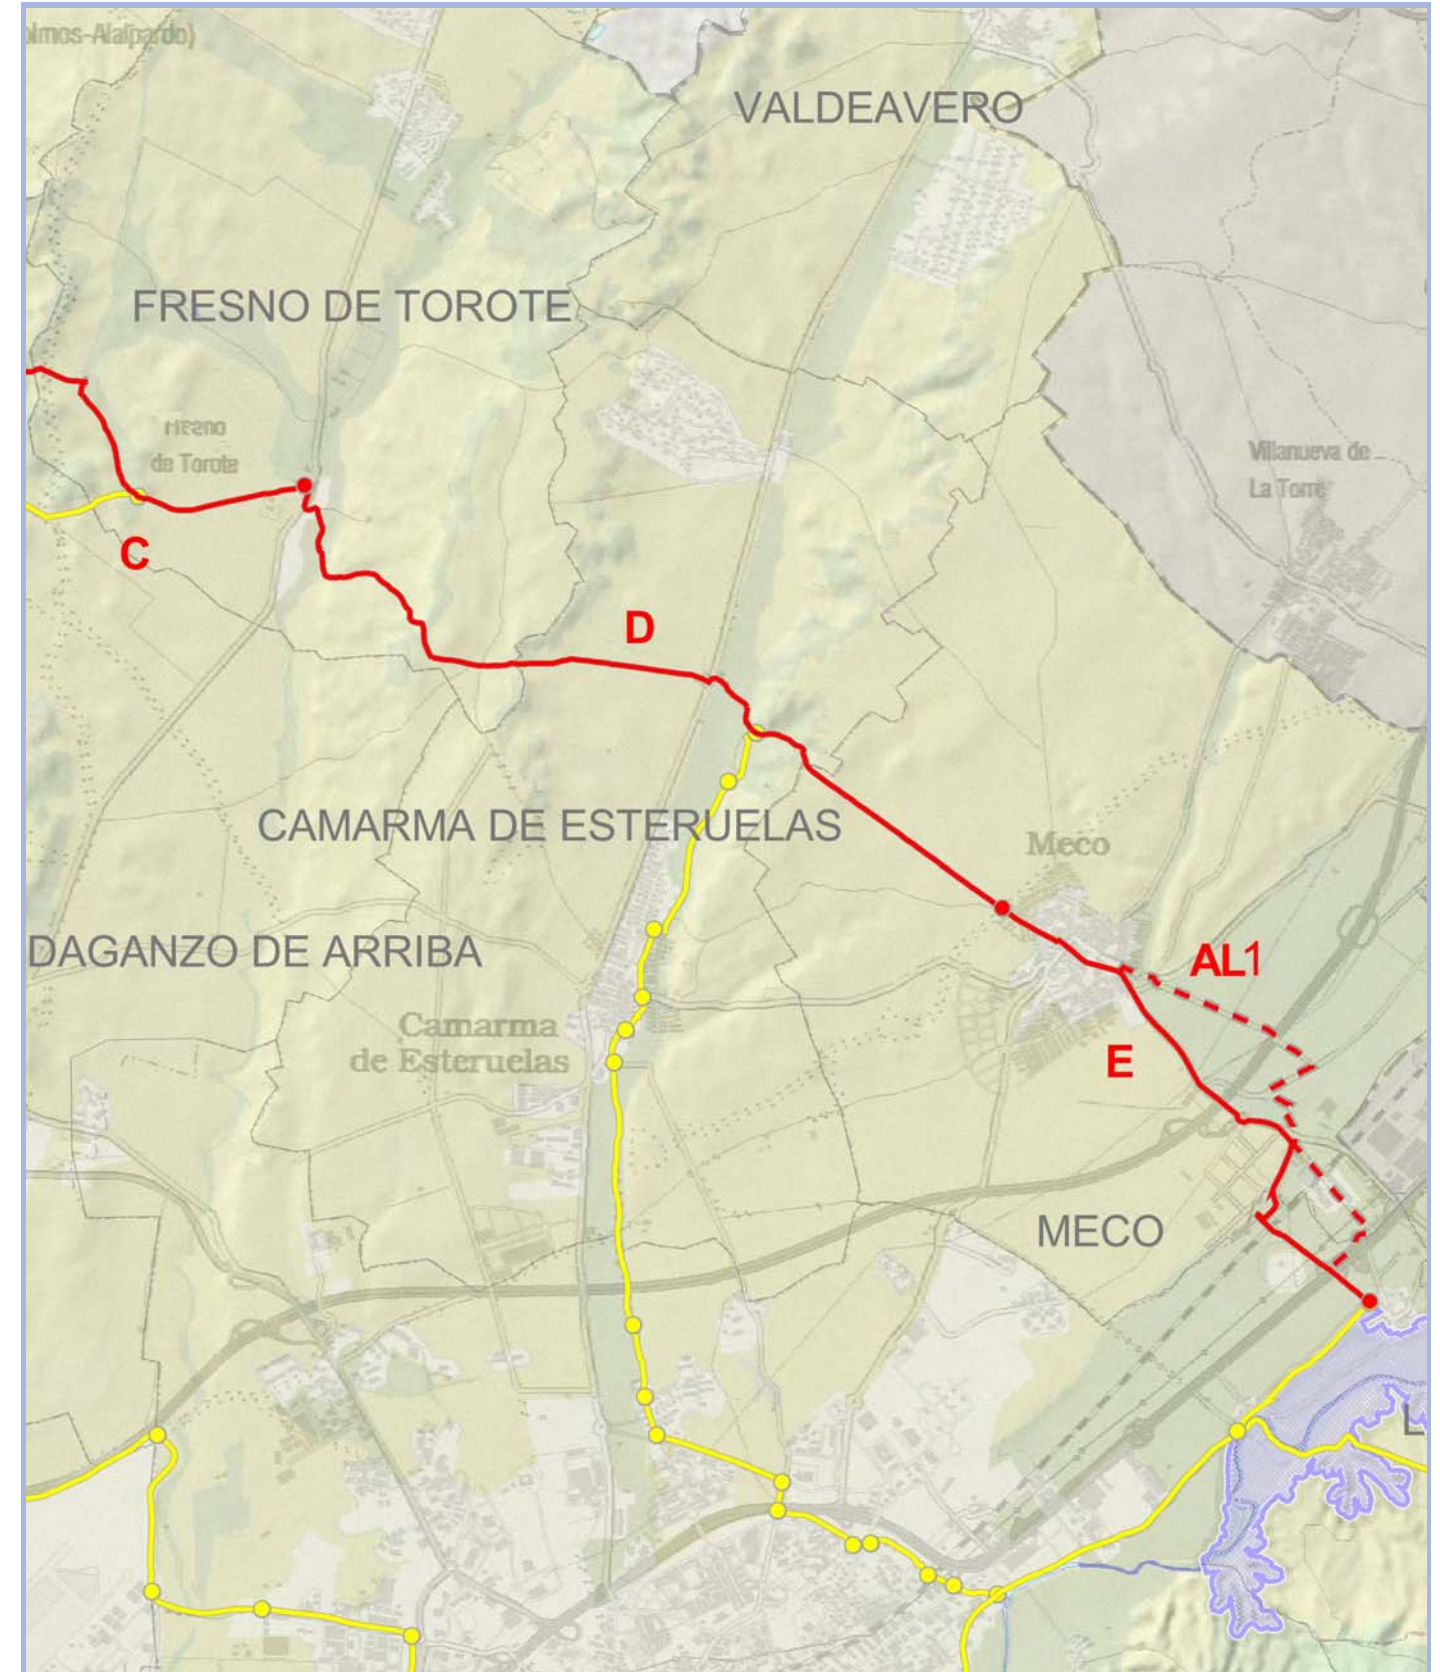 olmos-Alalpardo)
VALDEAVERO
FRESNO DE TOROTE
Fresno
de Torote
Villanueva de
La Torre
C
D
CAMARMA DE ESTERUELAS
Meco
DAGANZO DE ARRIBA
AL1
Camarma
de Esteruelas
E
MECO
L